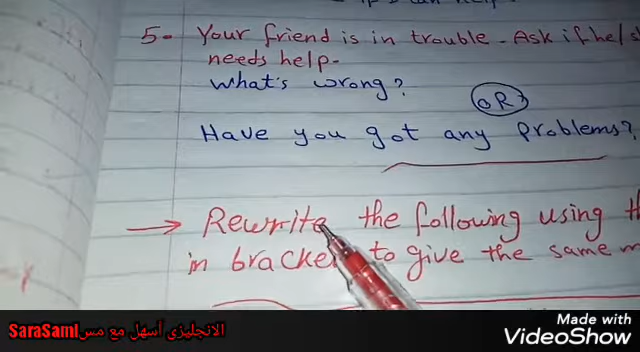 5- Your friend is in trouble - Ask if he/s
needs help-
what's wrong?
OR
Have you got any problems?
→ Rewrite the following using th
in bracket to give the same m
SaraSami الانجليزى أسهل مع مس
Made with
VideoShow